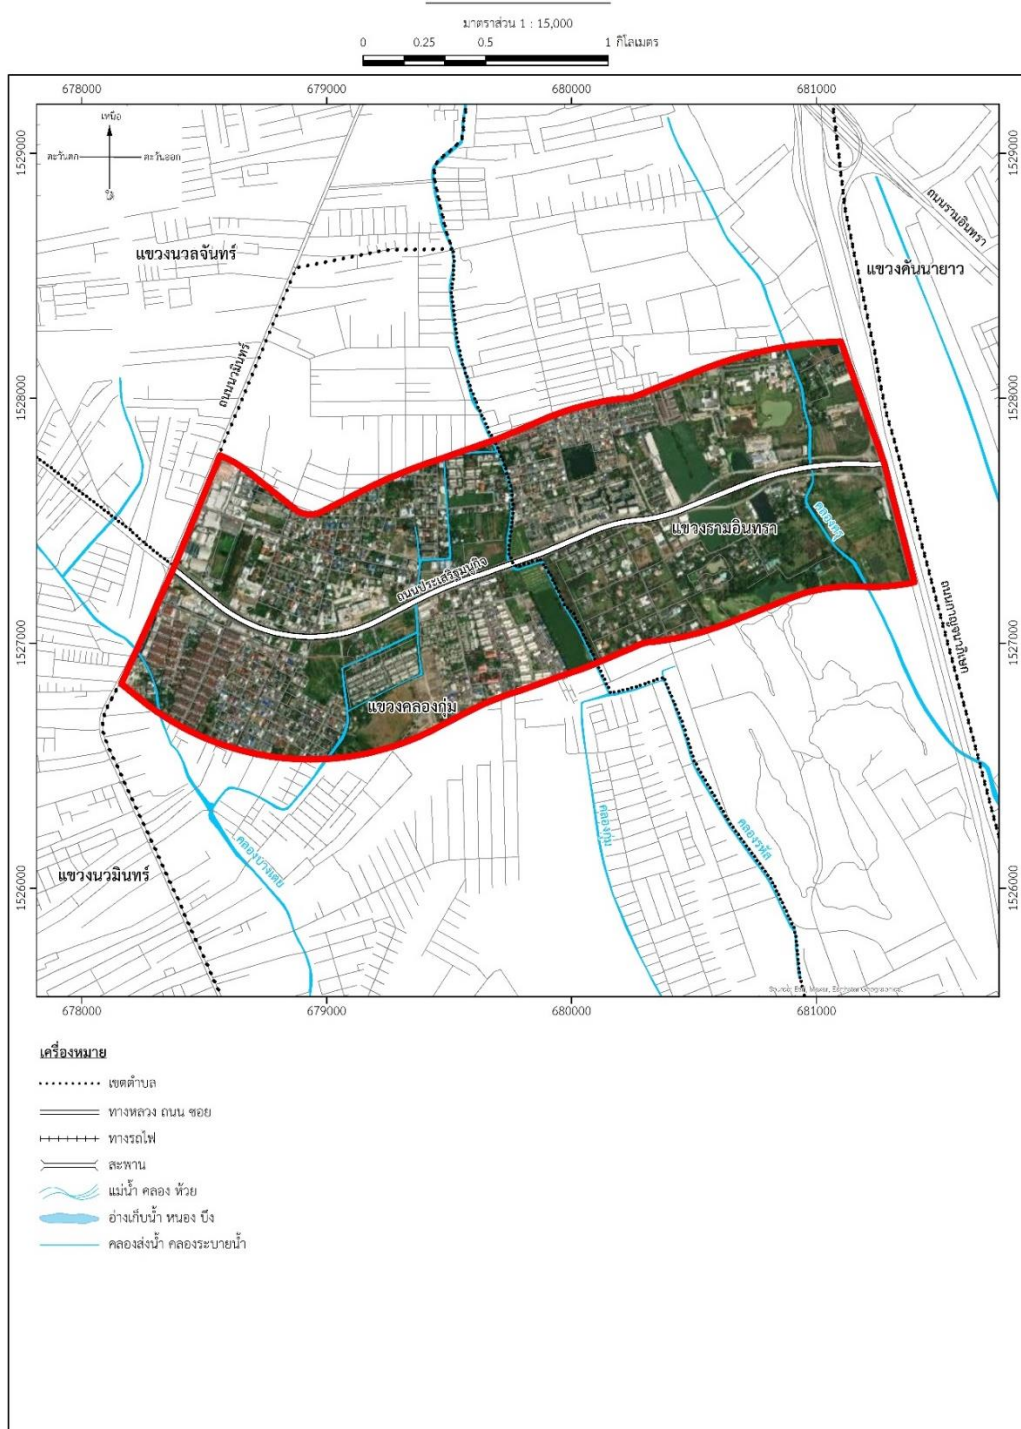 มาตราส่วน 1 : 15,000
0 0.25 0.5 1 กิโลเมตร
678000 679000 680000 681000
เหนือ
ตะวันตก ตะวันออก
ใต้
1529000 1529000
ถนนรามอินทรา
แขวงนวลจันทร์
แขวงคันนายาว
ถนนนวมินทร์
1528000 1528000
แขวงรามอินทรา
ถนนประเสริฐมนูกิจ
ถนนกาญจนาภิเษก
1527000 1527000
แขวงคลองกุ่ม
คลองกุ่ม
คลองรหัส
คลองบางเตย
แขวงนวมินทร์
1526000 1526000
678000 679000 680000 681000
เครื่องหมาย
เขตตำบล
ทางหลวง ถนน ซอย
ทางรถไฟ
สะพาน
แม่น้ำ คลอง ห้วย
อ่างเก็บน้ำ หนอง บึง
คลองส่งน้ำ คลองระบายน้ำ